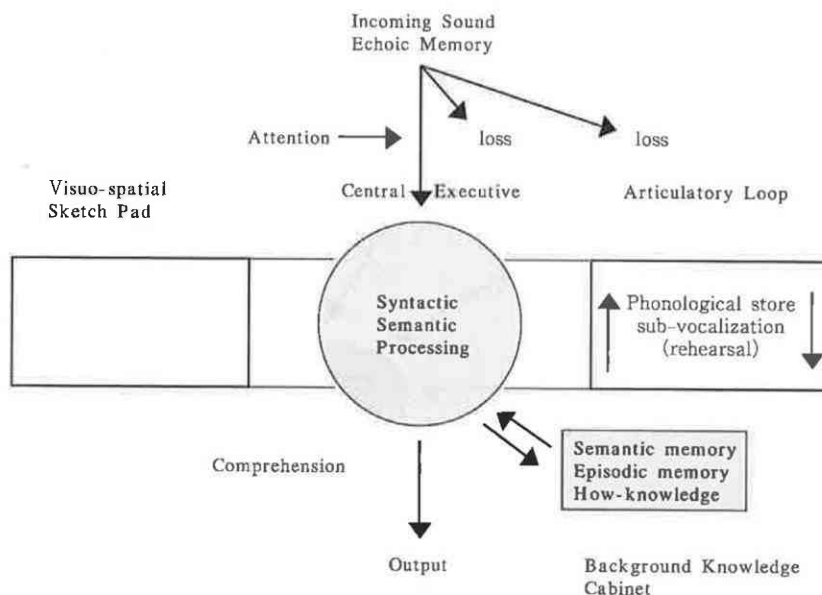 Incoming Sound
Echoic Memory
Attention
loss
loss
Visuo-spatial
Sketch Pad
Central Executive
Articulatory Loop
Syntactic
Semantic
Processing
Phonological store
sub-vocalization
(rehearsal)
Comprehension
Semantic memory
Episodic memory
How-knowledge
Output
Background Knowledge
Cabinet